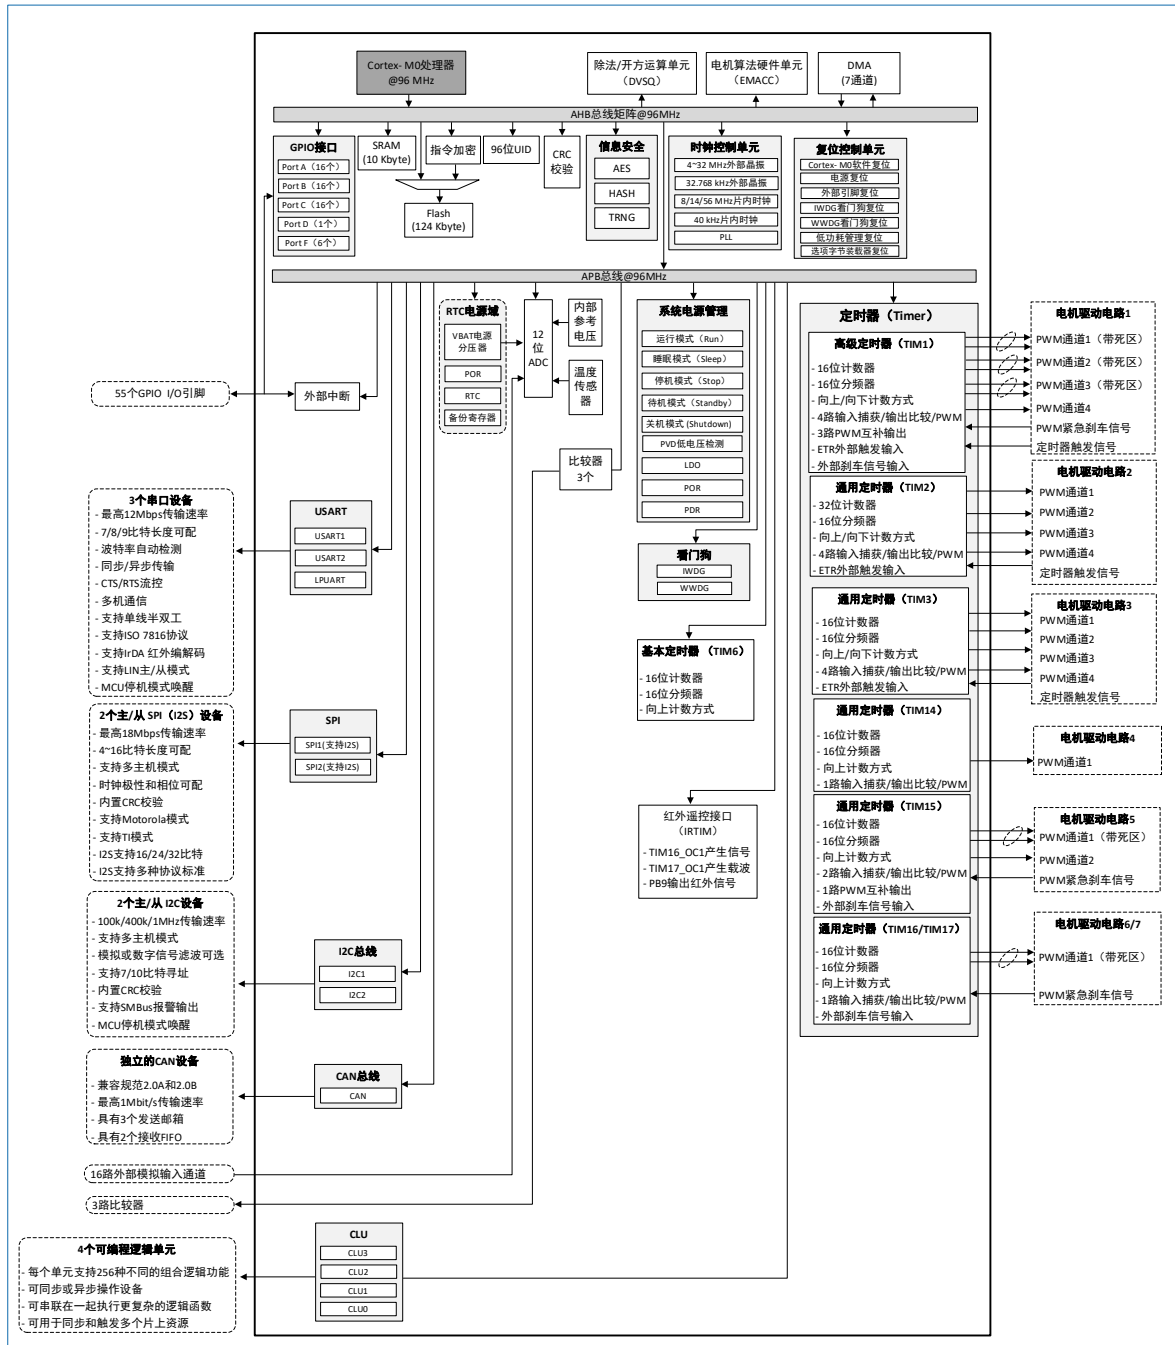 Cortex- M0处理器
@96 MHz
除法/开方运算单元
（DVSQ）
电机算法硬件单元
（EMACC）
DMA
(7通道)
AHB总线矩阵@96MHz
GPIO接口
Port A（16个）
Port B（16个）
Port C（16个）
Port D（1个）
Port F（6个）
SRAM
(10 Kbyte)
指令加密
96位UID
CRC
校验
Flash
(124 Kbyte)
信息安全
AES
HASH
TRNG
时钟控制单元
4~32 MHz外部晶振
32.768 kHz外部晶振
8/14/56 MHz片内时钟
40 kHz片内时钟
PLL
复位控制单元
Cortex- M0软件复位
电源复位
外部引脚复位
IWDG看门狗复位
WWDG看门狗复位
低功耗管理复位
选项字节装载器复位
APB总线@96MHz
RTC电源域
VBAT电源
分压器
POR
RTC
备份寄存器
12
位
ADC
内部
参考
电压
温度
传感
器
系统电源管理
运行模式（Run）
睡眠模式（Sleep）
停机模式（Stop）
待机模式（Standby）
关机模式 (Shutdown)
PVD低电压检测
LDO
POR
PDR
看门狗
IWDG
WWDG
55个GPIO I/O引脚
外部中断
比较器
3个
3个串口设备
- 最高12Mbps传输速率
- 7/8/9比特长度可配
- 波特率自动检测
- 同步/异步传输
- CTS/RTS流控
- 多机通信
- 支持单线半双工
- 支持ISO 7816协议
- 支持IrDA 红外编解码
- 支持LIN主/从模式
- MCU停机模式唤醒
USART
USART1
USART2
LPUART
2个主/从 SPI（I2S）设备
- 最高18Mbps传输速率
- 4~16比特长度可配
- 支持多主机模式
- 时钟极性和相位可配
- 内置CRC校验
- 支持Motorola模式
- 支持TI模式
- I2S支持16/24/32比特
- I2S支持多种协议标准
SPI
SPI1(支持I2S)
SPI2(支持I2S)
2个主/从 I2C设备
- 100k/400k/1MHz传输速率
- 支持多主机模式
- 模拟或数字信号滤波可选
- 支持7/10比特寻址
- 内置CRC校验
- 支持SMBus报警输出
- MCU停机模式唤醒
I2C总线
I2C1
I2C2
独立的CAN设备
- 兼容规范2.0A和2.0B
- 最高1Mbit/s传输速率
- 具有3个发送邮箱
- 具有2个接收FIFO
CAN总线
CAN
16路外部模拟输入通道
3路比较器
4个可编程逻辑单元
- 每个单元支持256种不同的组合逻辑功能
- 可同步或异步操作设备
- 可串联在一起执行更复杂的逻辑函数
- 可用于同步和触发多个片上资源
CLU
CLU3
CLU2
CLU1
CLU0
基本定时器 （TIM6）
- 16位计数器
- 16位分频器
- 向上计数方式
红外遥控接口
（IRTIM）
- TIM16_OC1产生信号
- TIM17_OC1产生载波
- PB9输出红外信号
定时器（Timer）
高级定时器（TIM1）
- 16位计数器
- 16位分频器
- 向上/向下计数方式
- 4路输入捕获/输出比较/PWM
- 3路PWM互补输出
- ETR外部触发输入
- 外部刹车信号输入
通用定时器（TIM2）
- 32位计数器
- 16位分频器
- 向上/向下计数方式
- 4路输入捕获/输出比较/PWM
- ETR外部触发输入
通用定时器（TIM3）
- 16位计数器
- 16位分频器
- 向上/向下计数方式
- 4路输入捕获/输出比较/PWM
- ETR外部触发输入
通用定时器（TIM14）
- 16位计数器
- 16位分频器
- 向上计数方式
- 1路输入捕获/输出比较/PWM
通用定时器（TIM15）
- 16位计数器
- 16位分频器
- 向上计数方式
- 2路输入捕获/输出比较/PWM
- 1路PWM互补输出
- 外部刹车信号输入
通用定时器（TIM16/TIM17）
- 16位计数器
- 16位分频器
- 向上计数方式
- 1路输入捕获/输出比较/PWM
- 外部刹车信号输入
电机驱动电路1
PWM通道1（带死区）
PWM通道2（带死区）
PWM通道3（带死区）
PWM通道4
PWM紧急刹车信号
定时器触发信号
电机驱动电路2
PWM通道1
PWM通道2
PWM通道3
PWM通道4
定时器触发信号
电机驱动电路3
PWM通道1
PWM通道2
PWM通道3
PWM通道4
定时器触发信号
电机驱动电路4
PWM通道1
电机驱动电路5
PWM通道1（带死区）
PWM通道2
PWM紧急刹车信号
电机驱动电路6/7
PWM通道1（带死区）
PWM紧急刹车信号